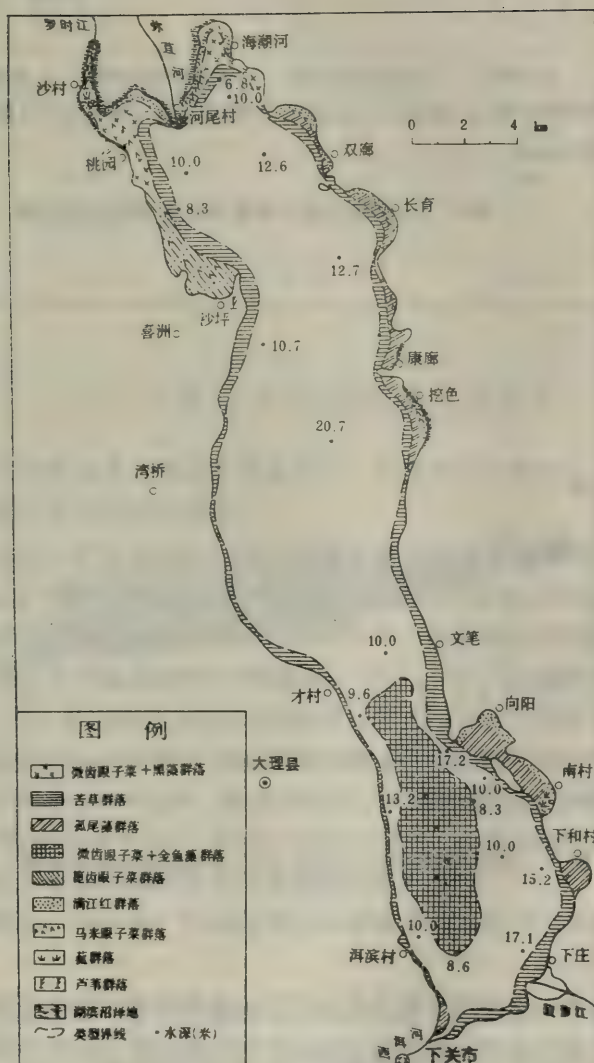 罗时江
弥苴河
海潮河
沙村
6.8
10.0
河尾村
0 2 4 km
双廊
桃园
10.0
12.6
8.3
长育
12.7
沙坪
喜洲
10.7
康廊
挖色
20.7
湾桥
10.0
文笔
9.6
才村
向阳
图 例
17.2
微齿眼子菜+黑藻群落
大理县
10.0
南村
苦草群落
13.2
8.3
狐尾藻群落
下和村
微齿眼子菜+金鱼藻群落
10.0
15.2
篦齿眼子菜群落
满江红群落
马来眼子菜群落
10.0
17.1
菰群落
洱滨村
8.6
下庄
芦苇群落
湖滨沼泽地
类型界线
·水深(米)
西洱河
下关市